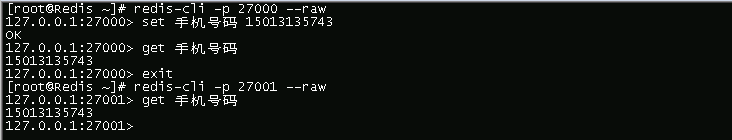 [root@Redis ~]# redis-cli -p 27000 --raw
127.0.0.1:27000> set 手机号码 15013135743
OK
127.0.0.1:27000> get 手机号码
15013135743
127.0.0.1:27000> exit
[root@Redis ~]# redis-cli -p 27001 --raw
127.0.0.1:27001> get 手机号码
15013135743
127.0.0.1:27001>